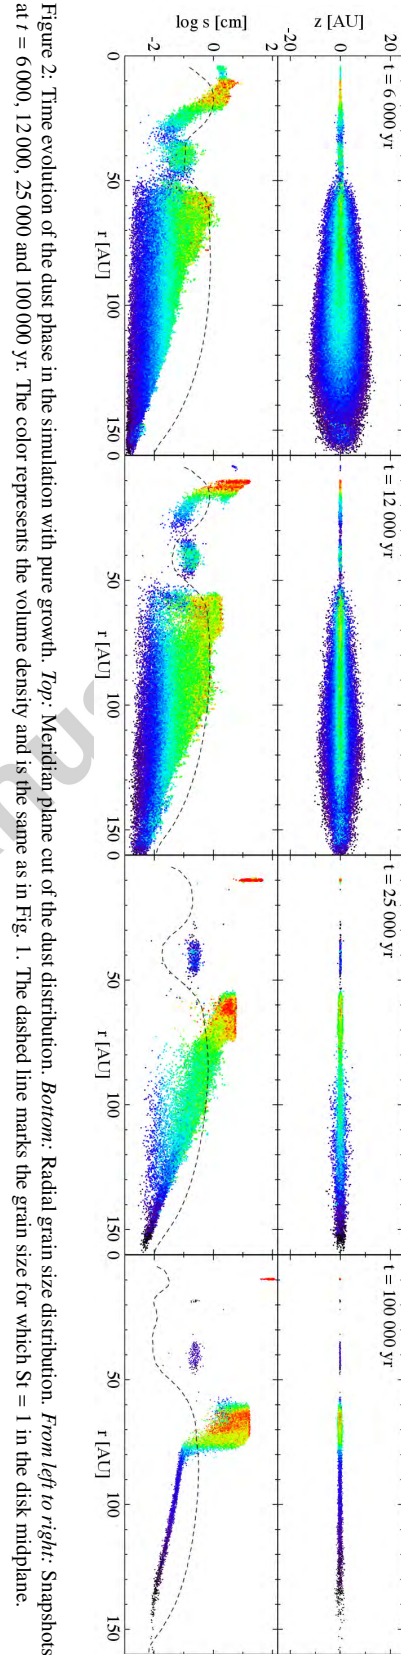 t = 6 000 yr
t = 12 000 yr
t = 25 000 yr
t = 100 000 yr
z [AU]
20
0
-20
log s [cm]
0
-2
0
50
100
150
50
100
150
50
100
150
50
100
150
r [AU]
r [AU]
r [AU]
r [AU]
Figure 2: Time evolution of the dust phase in the simulation with pure growth. Top: Meridian plane cut of the dust distribution. Bottom: Radial grain size distribution. From left to right: Snapshots
at t = 6 000, 12 000, 25 000 and 100 000 yr. The color represents the volume density and is the same as in Fig. 1. The dashed line marks the grain size for which St = 1 in the disk midplane.